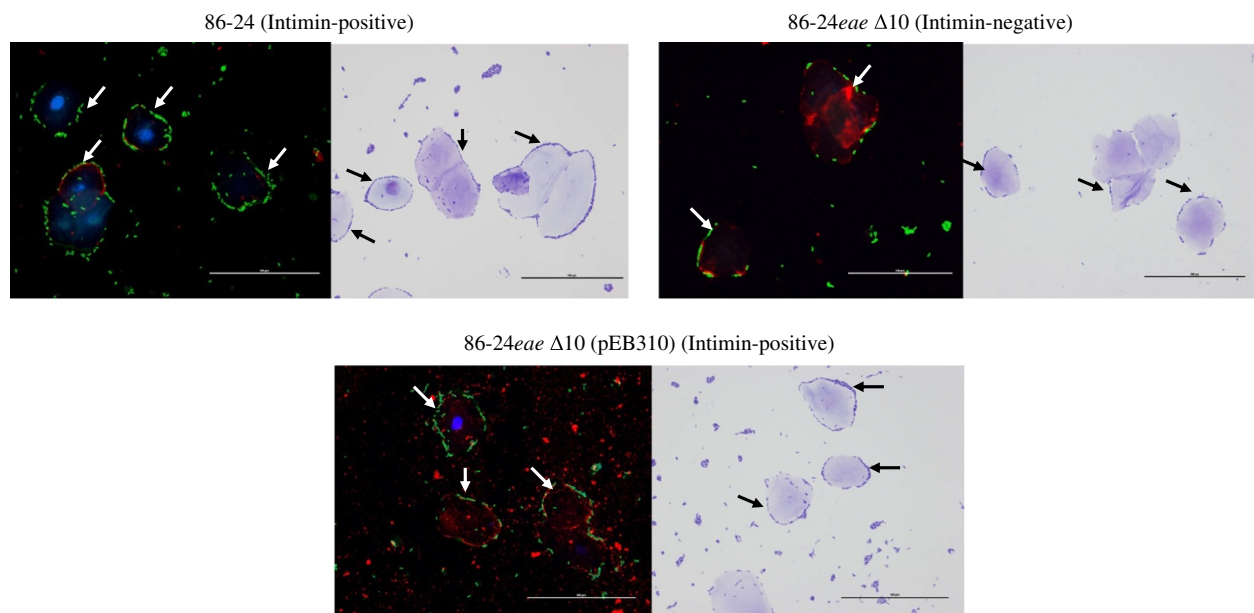 86-24 (Intimin-positive)
86-24eae Δ10 (Intimin-negative)
86-24eae Δ10 (pEB310) (Intimin-positive)